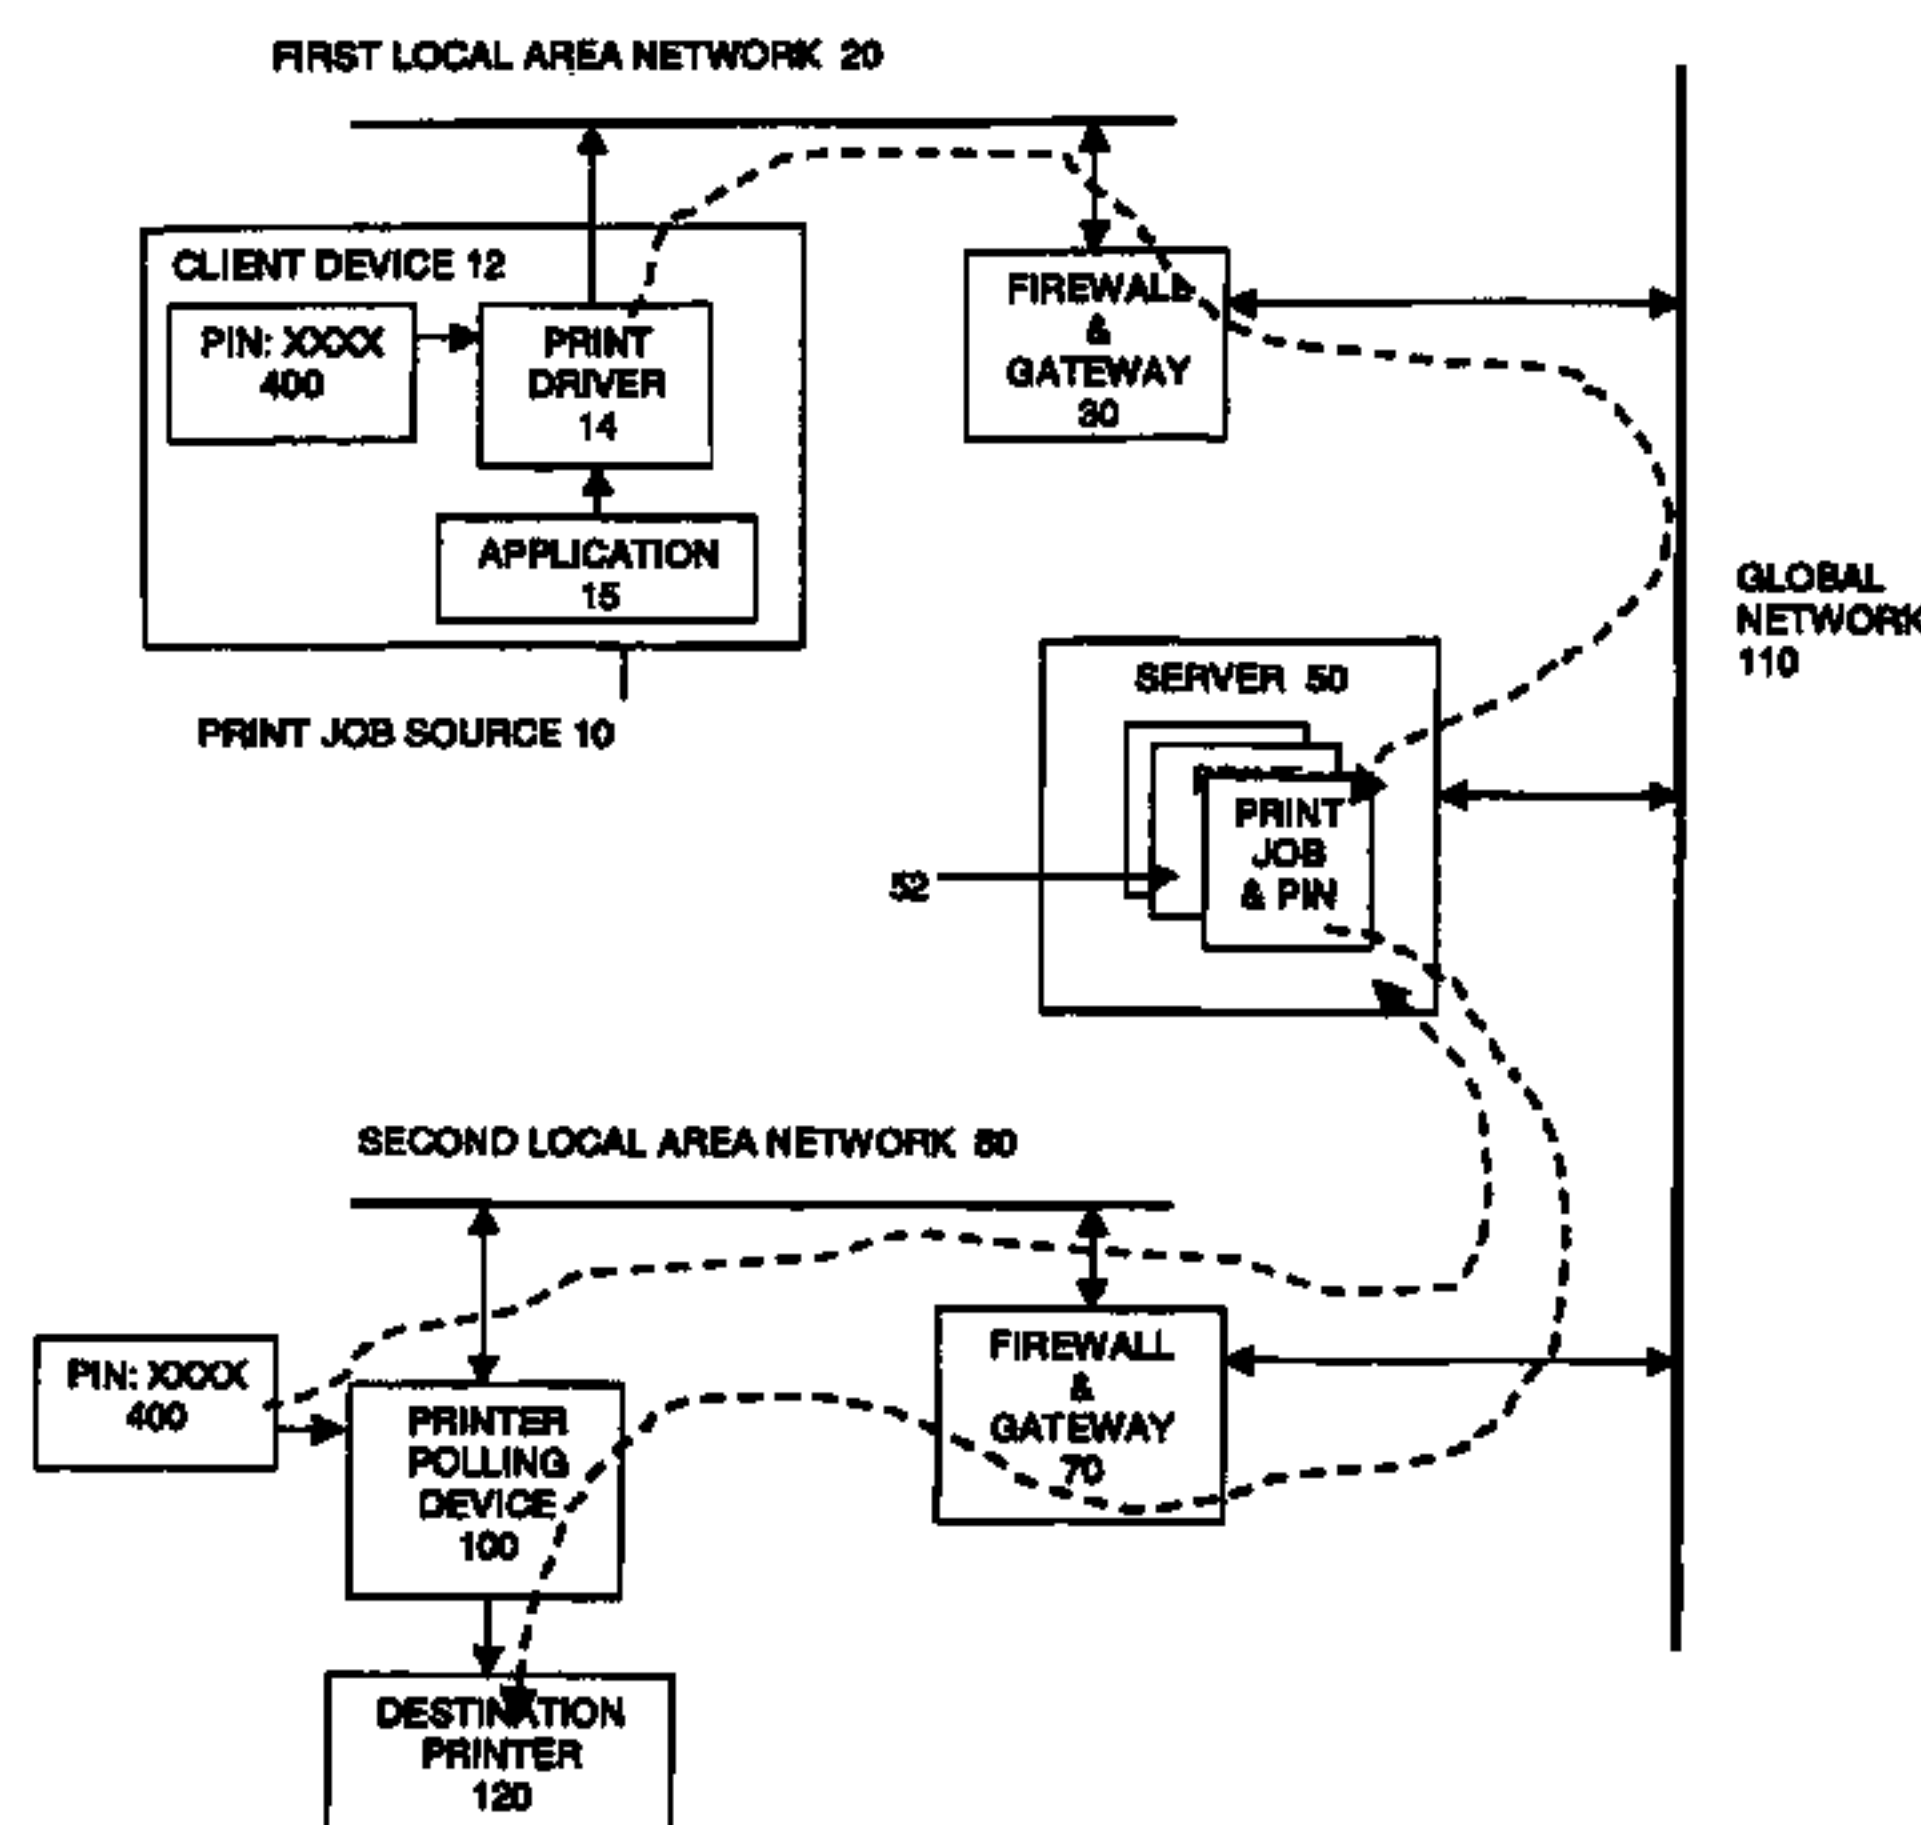 FIRST LOCAL AREA NETWORK 20
CLIENT DEVICE 12
PIN: XXXX
400
PRINT
DRIVER
14
APPLICATION
15
PRINT JOB SOURCE 10
FIREWALL
&
GATEWAY
30
GLOBAL
NETWORK
110
SERVER 50
PRINT
JOB
& PIN
52
SECOND LOCAL AREA NETWORK
PIN: XXXX
400
PRINTER
POLLING
DEVICE
100
FIREWALL
&
GATEWAY
70
DESTINATION
PRINTER
120